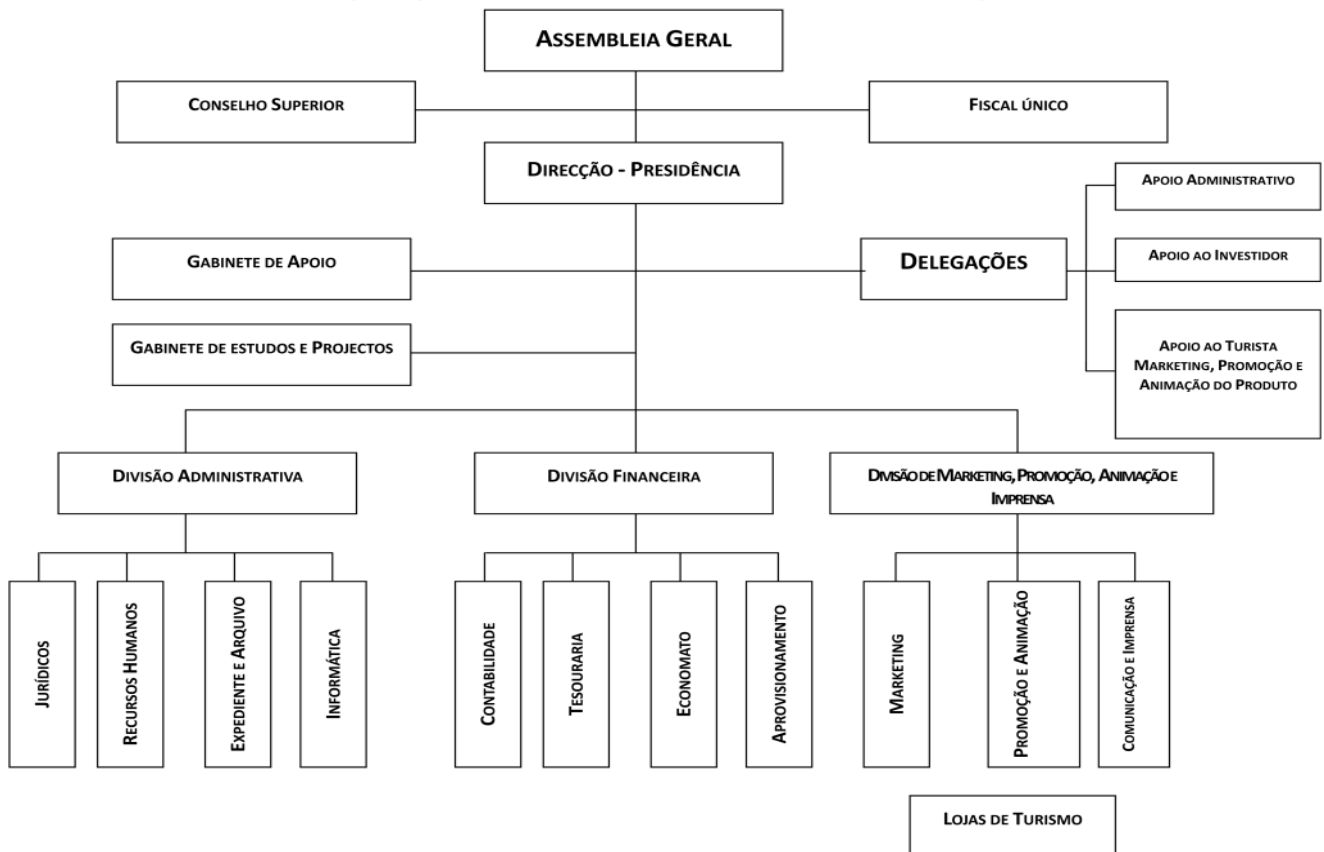 ASSEMBLEIA GERAL
CONSELHO SUPERIOR
FISCAL ÚNICO
DIRECÇÃO - PRESIDÊNCIA
APOIO ADMINISTRATIVO
GABINETE DE APOIO
DELEGAÇÕES
APOIO AO INVESTIDOR
GABINETE DE ESTUDOS E PROJECTOS
APOIO AO TURISTA
MARKETING, PROMOÇÃO E
ANIMAÇÃO DO PRODUTO
DIVISÃO ADMINISTRATIVA
DIVISÃO FINANCEIRA
DIVISÃO DE MARKETING, PROMOÇÃO, ANIMAÇÃO E
IMPRENSA
JURÍDICOS
RECURSOS HUMANOS
EXPEDIENTE E ARQUIVO
INFORMÁTICA
CONTABILIDADE
TESOURARIA
ECONOMATO
APROVISIONAMENTO
MARKETING
PROMOÇÃO E ANIMAÇÃO
COMUNICAÇÃO E IMPRENSA
LOJAS DE TURISMO